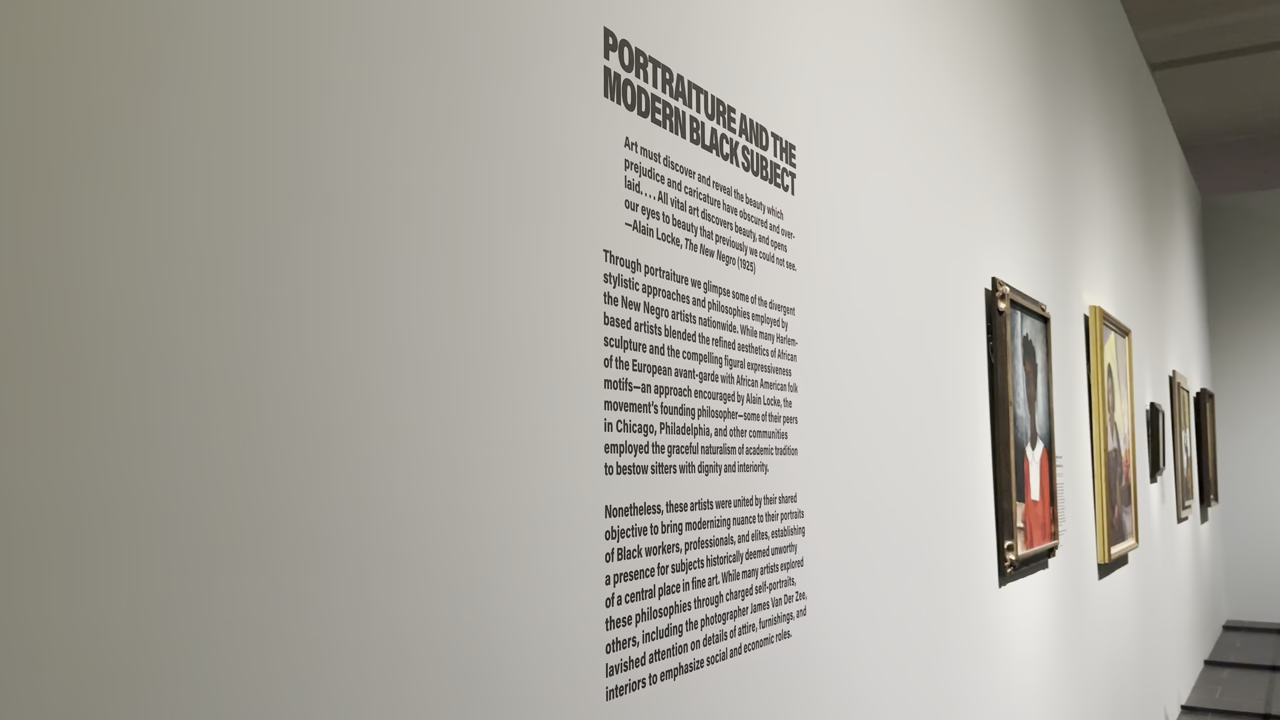 PORTRAITURE AND THE
MODERN BLACK SUBJECT
Art must discover and reveal the beauty which
prejudice and caricature have obscured and over-
laid. . . . All vital art discovers beauty, and opens
our eyes to beauty that previously we could not see.
—Alain Locke, The New Negro (1925)
Through portraiture we glimpse some of the divergent
stylistic approaches and philosophies employed by
the New Negro artists nationwide. While many Harlem-
based artists blended the refined aesthetics of African
sculpture and the compelling figural expressiveness
of the European avant-garde with African American folk
motifs—an approach encouraged by Alain Locke, the
movement's founding philosopher—some of their peers
in Chicago, Philadelphia, and other communities
employed the graceful naturalism of academic tradition
to bestow sitters with dignity and interiority.
Nonetheless, these artists were united by their shared
objective to bring modernizing nuance to their portraits
of Black workers, professionals, and elites, establishing
a presence for subjects historically deemed unworthy
of a central place in fine art. While many artists explored
these philosophies through charged self-portraits,
others, including the photographer James Van Der Zee,
lavished attention on details of attire, furnishings, and
interiors to emphasize social and economic roles.